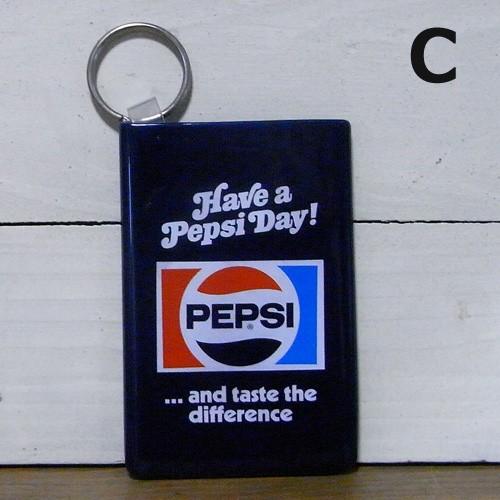 C
Have a
Pepsi Day!
PEPSI
®
... and taste the
difference